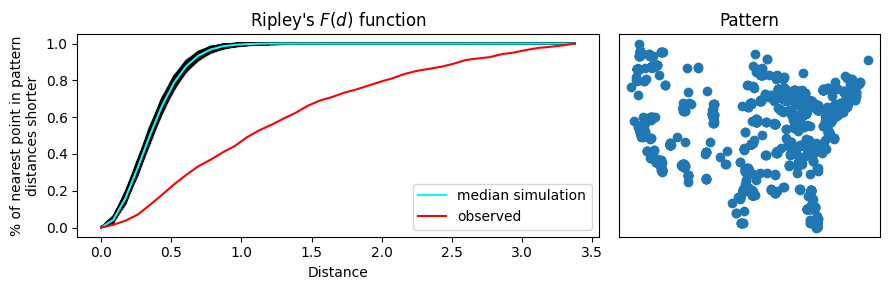 Ripley's F(d) function
Pattern
% of nearest point in pattern
distances shorter
1.0
0.8
0.6
0.4
0.2
0.0
median simulation
observed
0.0 0.5 1.0 1.5 2.0 2.5 3.0 3.5
Distance